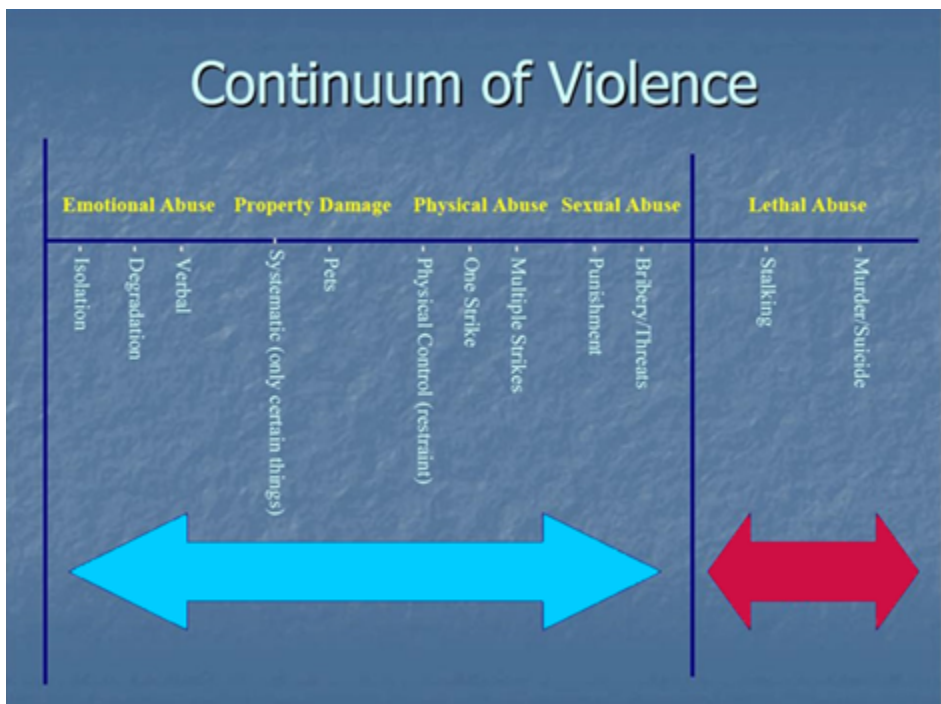 Continuum of Violence
Emotional Abuse
Property Damage
Physical Abuse
Sexual Abuse
Lethal Abuse
Isolation
Degradation
Verbal
Systematic (only certain things)
Pets
Physical Control (restraint)
One Strike
Multiple Strikes
Punishment
Bribery/Threats
Stalking
Murder/Suicide